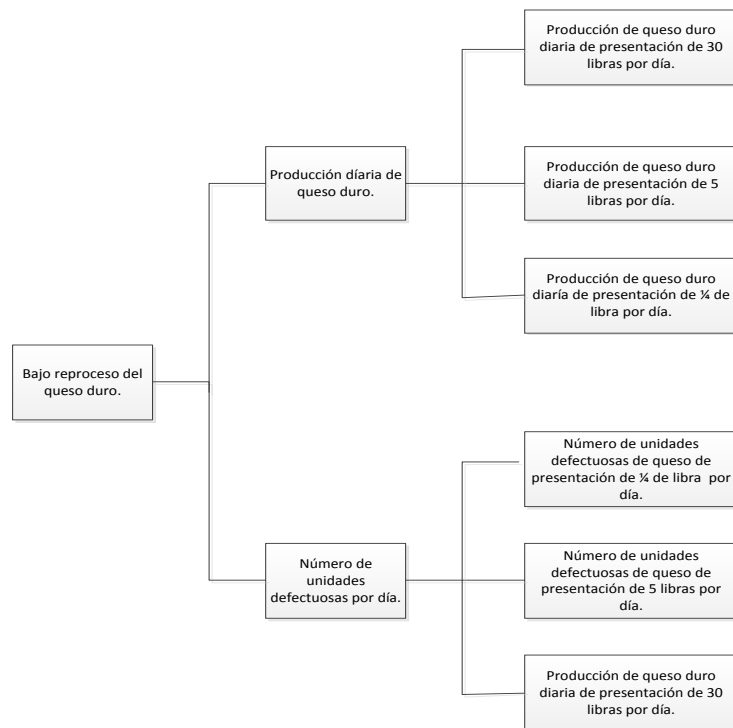 Producción de queso duro
diaria de presentación de 30
libras por día.
Producción díaria de
queso duro.
Producción de queso duro
diaria de presentación de 5
libras por día.
Producción de queso duro
diaría de presentación de ¼ de
libra por día.
Bajo reproceso del
queso duro.
Número de unidades
defectuosas de queso de
presentación de ¼ de libra  por
día.
Número de
unidades
defectuosas por día.
Número de unidades
defectuosas de queso de
presentación de 5 libras por
día.
Producción de queso duro
diaria de presentación de 30
libras por día.